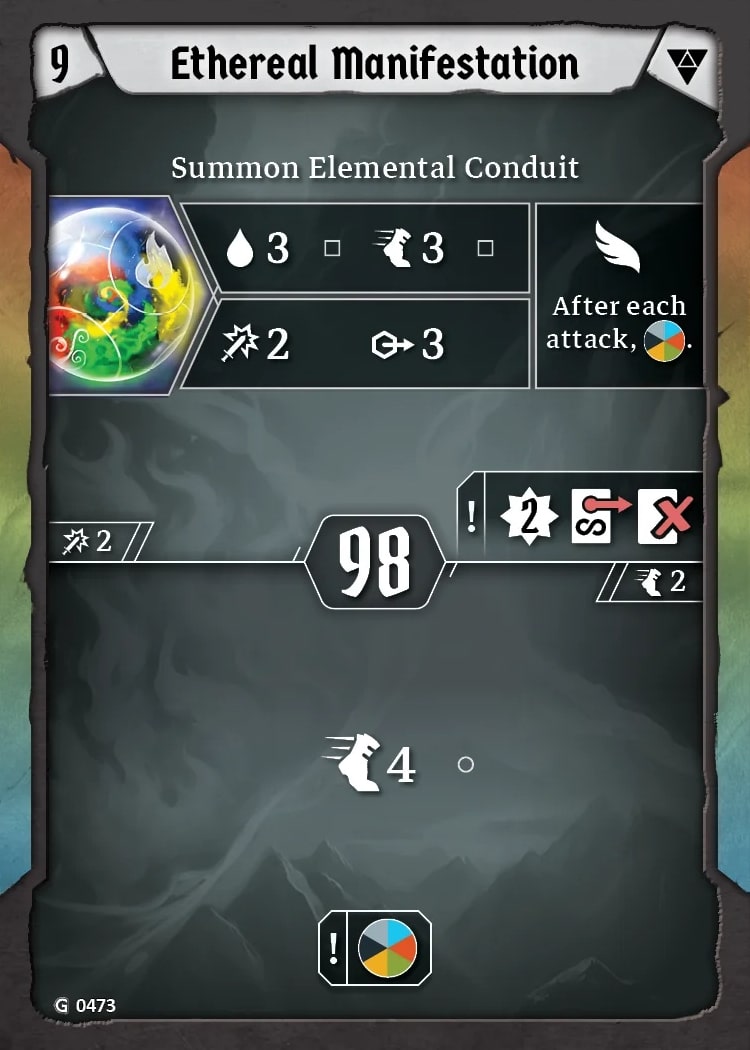 9 Ethereal Manifestation
Summon Elemental Conduit
3 3
2 3
After each
attack, .
! 2
2
98
2
4
!
G 0473